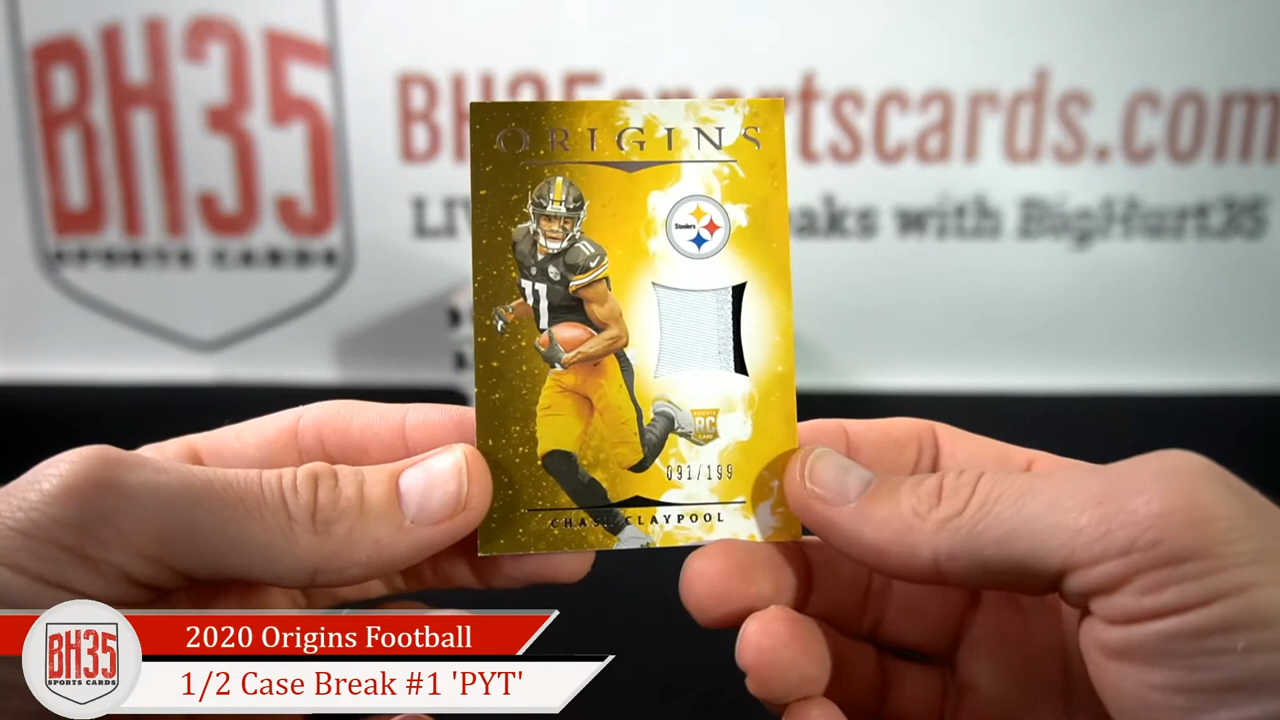 BH35
SPORTS CARDS
BH35sportscards.com
aks with BigHurt35
ORIGINS
Steelers
11
11
ROOKIE
RC
CARD
091/199
CHASE CLAYPOOL
BH35
SPORTS CARDS
2020 Origins Football
1/2 Case Break #1 'PYT'